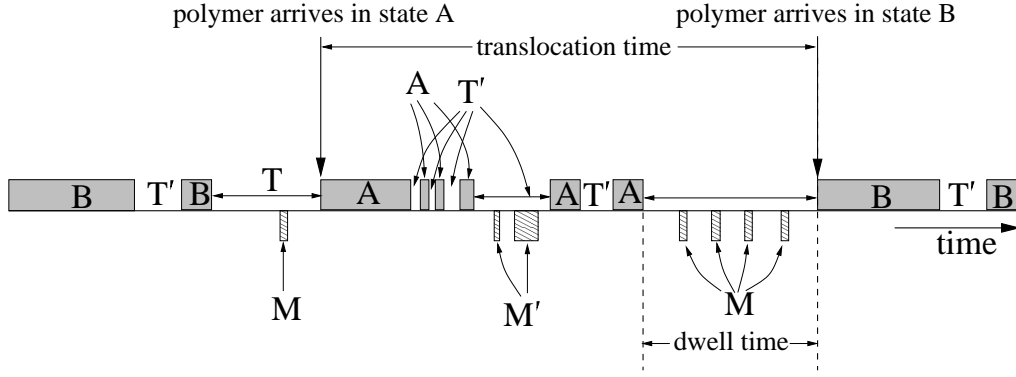 polymer arrives in state A
polymer arrives in state B
translocation time
A T'
B T' B T A A T' A B T' B
time
M M' M
dwell time